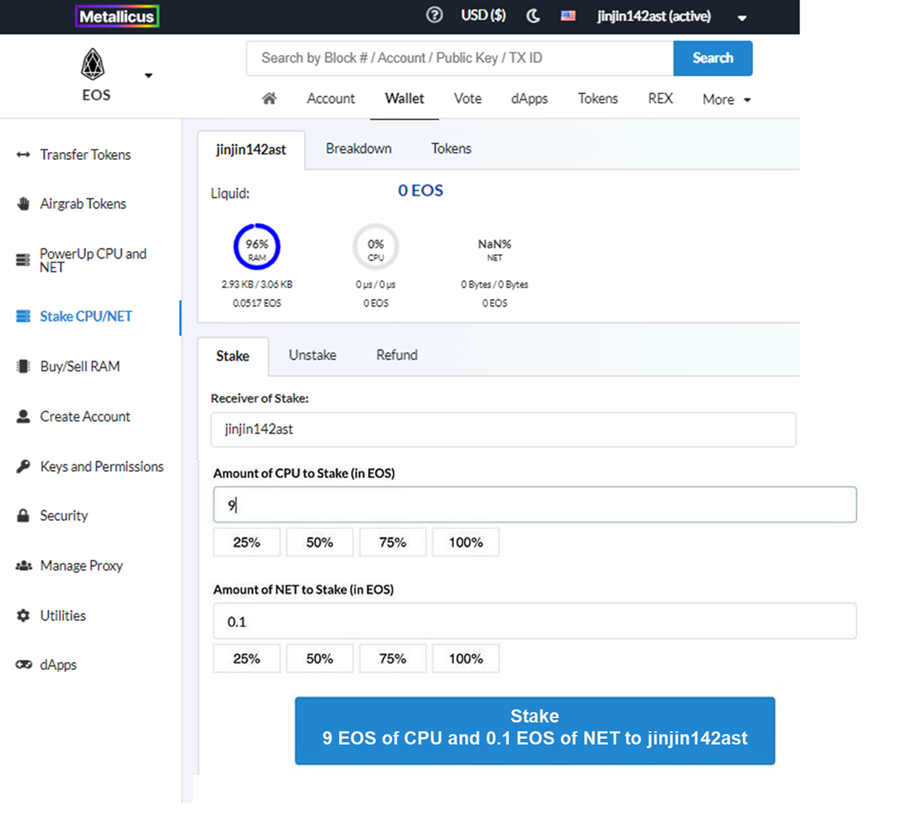 Metallicus
USD ($)
jinjin142ast (active)
EOS
Search by Block # / Account / Public Key / TX ID
Search
Account
Wallet
Vote
dApps
Tokens
REX
More
Transfer Tokens
Airgrab Tokens
PowerUp CPU and
NET
Stake CPU/NET
Buy/Sell RAM
Create Account
Keys and Permissions
Security
Manage Proxy
Utilities
dApps
jinjin142ast
Breakdown
Tokens
Liquid:
0 EOS
96%
RAM
2.93 KB / 3.06 KB
0.0517 EOS
0%
CPU
0 µs / 0 µs
0 EOS
NaN%
NET
0 Bytes / 0 Bytes
0 EOS
Stake
Unstake
Refund
Receiver of Stake:
jinjin142ast
Amount of CPU to Stake (in EOS)
9
25%
50%
75%
100%
Amount of NET to Stake (in EOS)
0.1
25%
50%
75%
100%
Stake
9 EOS of CPU and 0.1 EOS of NET to jinjin142ast